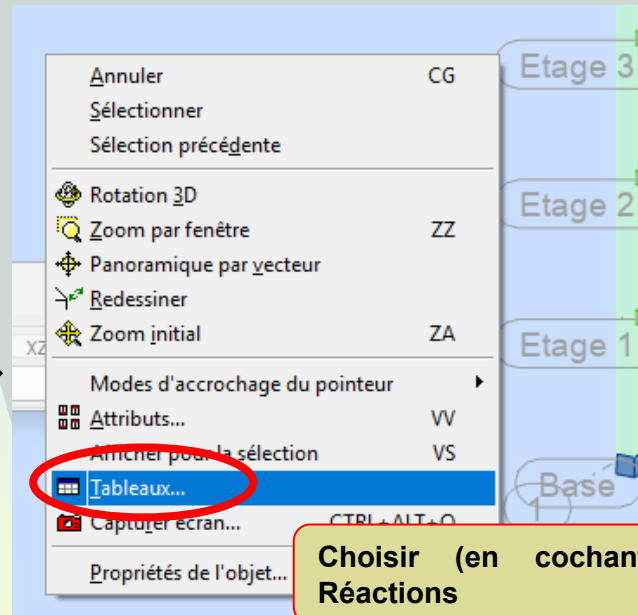 Annuler CG
Etage 3
Sélectionner
Sélection précédente
Rotation 3D
Etage 2
Zoom par fenêtre ZZ
Panoramique par vecteur
Redessiner
XZ
Zoom initial ZA
Etage 1
Modes d'accrochage du pointeur
Attributs... VV
Afficher pour la sélection VS
Tableaux...
Base
1
Capturer écran... CTRL+ALT+Q
Propriétés de l'objet...
Choisir (en cochant
Réactions